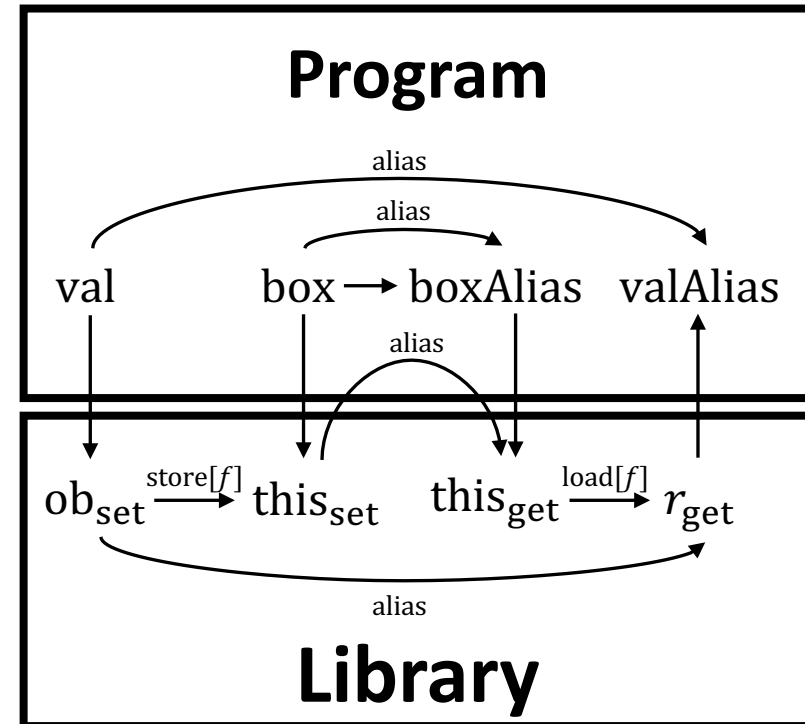 Program
alias
alias
val box boxAlias valAlias
alias
store[f] load[f]
ob_set this_set this_get r_get
alias
Library